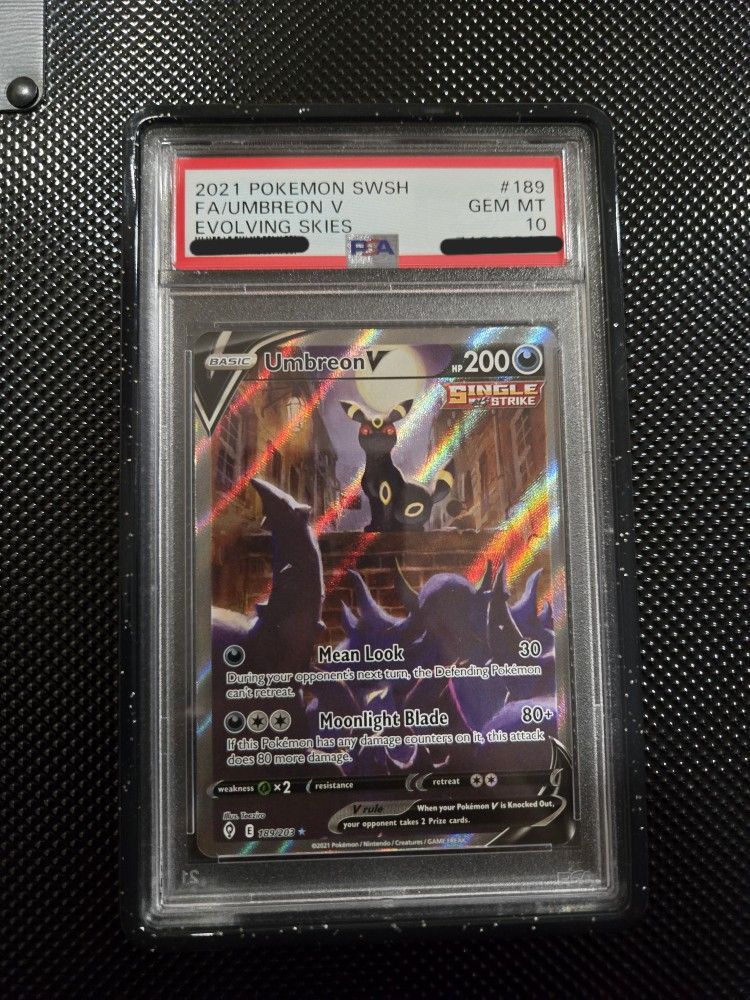 2021 POKEMON SWSH #189
FA/UMBREON V GEM MT
EVOLVING SKIES 10
PSA
BASIC Umbreon V HP 200
SINGLE STRIKE
Mean Look 30
During your opponent's next turn, the Defending Pokémon
can't retreat.
Moonlight Blade 80+
If this Pokémon has any damage counters on it, this attack
does 80 more damage.
weakness ×2 resistance retreat
V rule When your Pokémon V is Knocked Out,
your opponent takes 2 Prize cards.
Illus. Teeziro
E 189/203 ★
©2021 Pokémon / Nintendo / Creatures / GAME FREAK